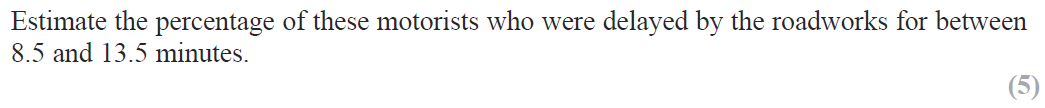 Estimate the percentage of these motorists who were delayed by the roadworks for between
8.5 and 13.5 minutes.
(5)